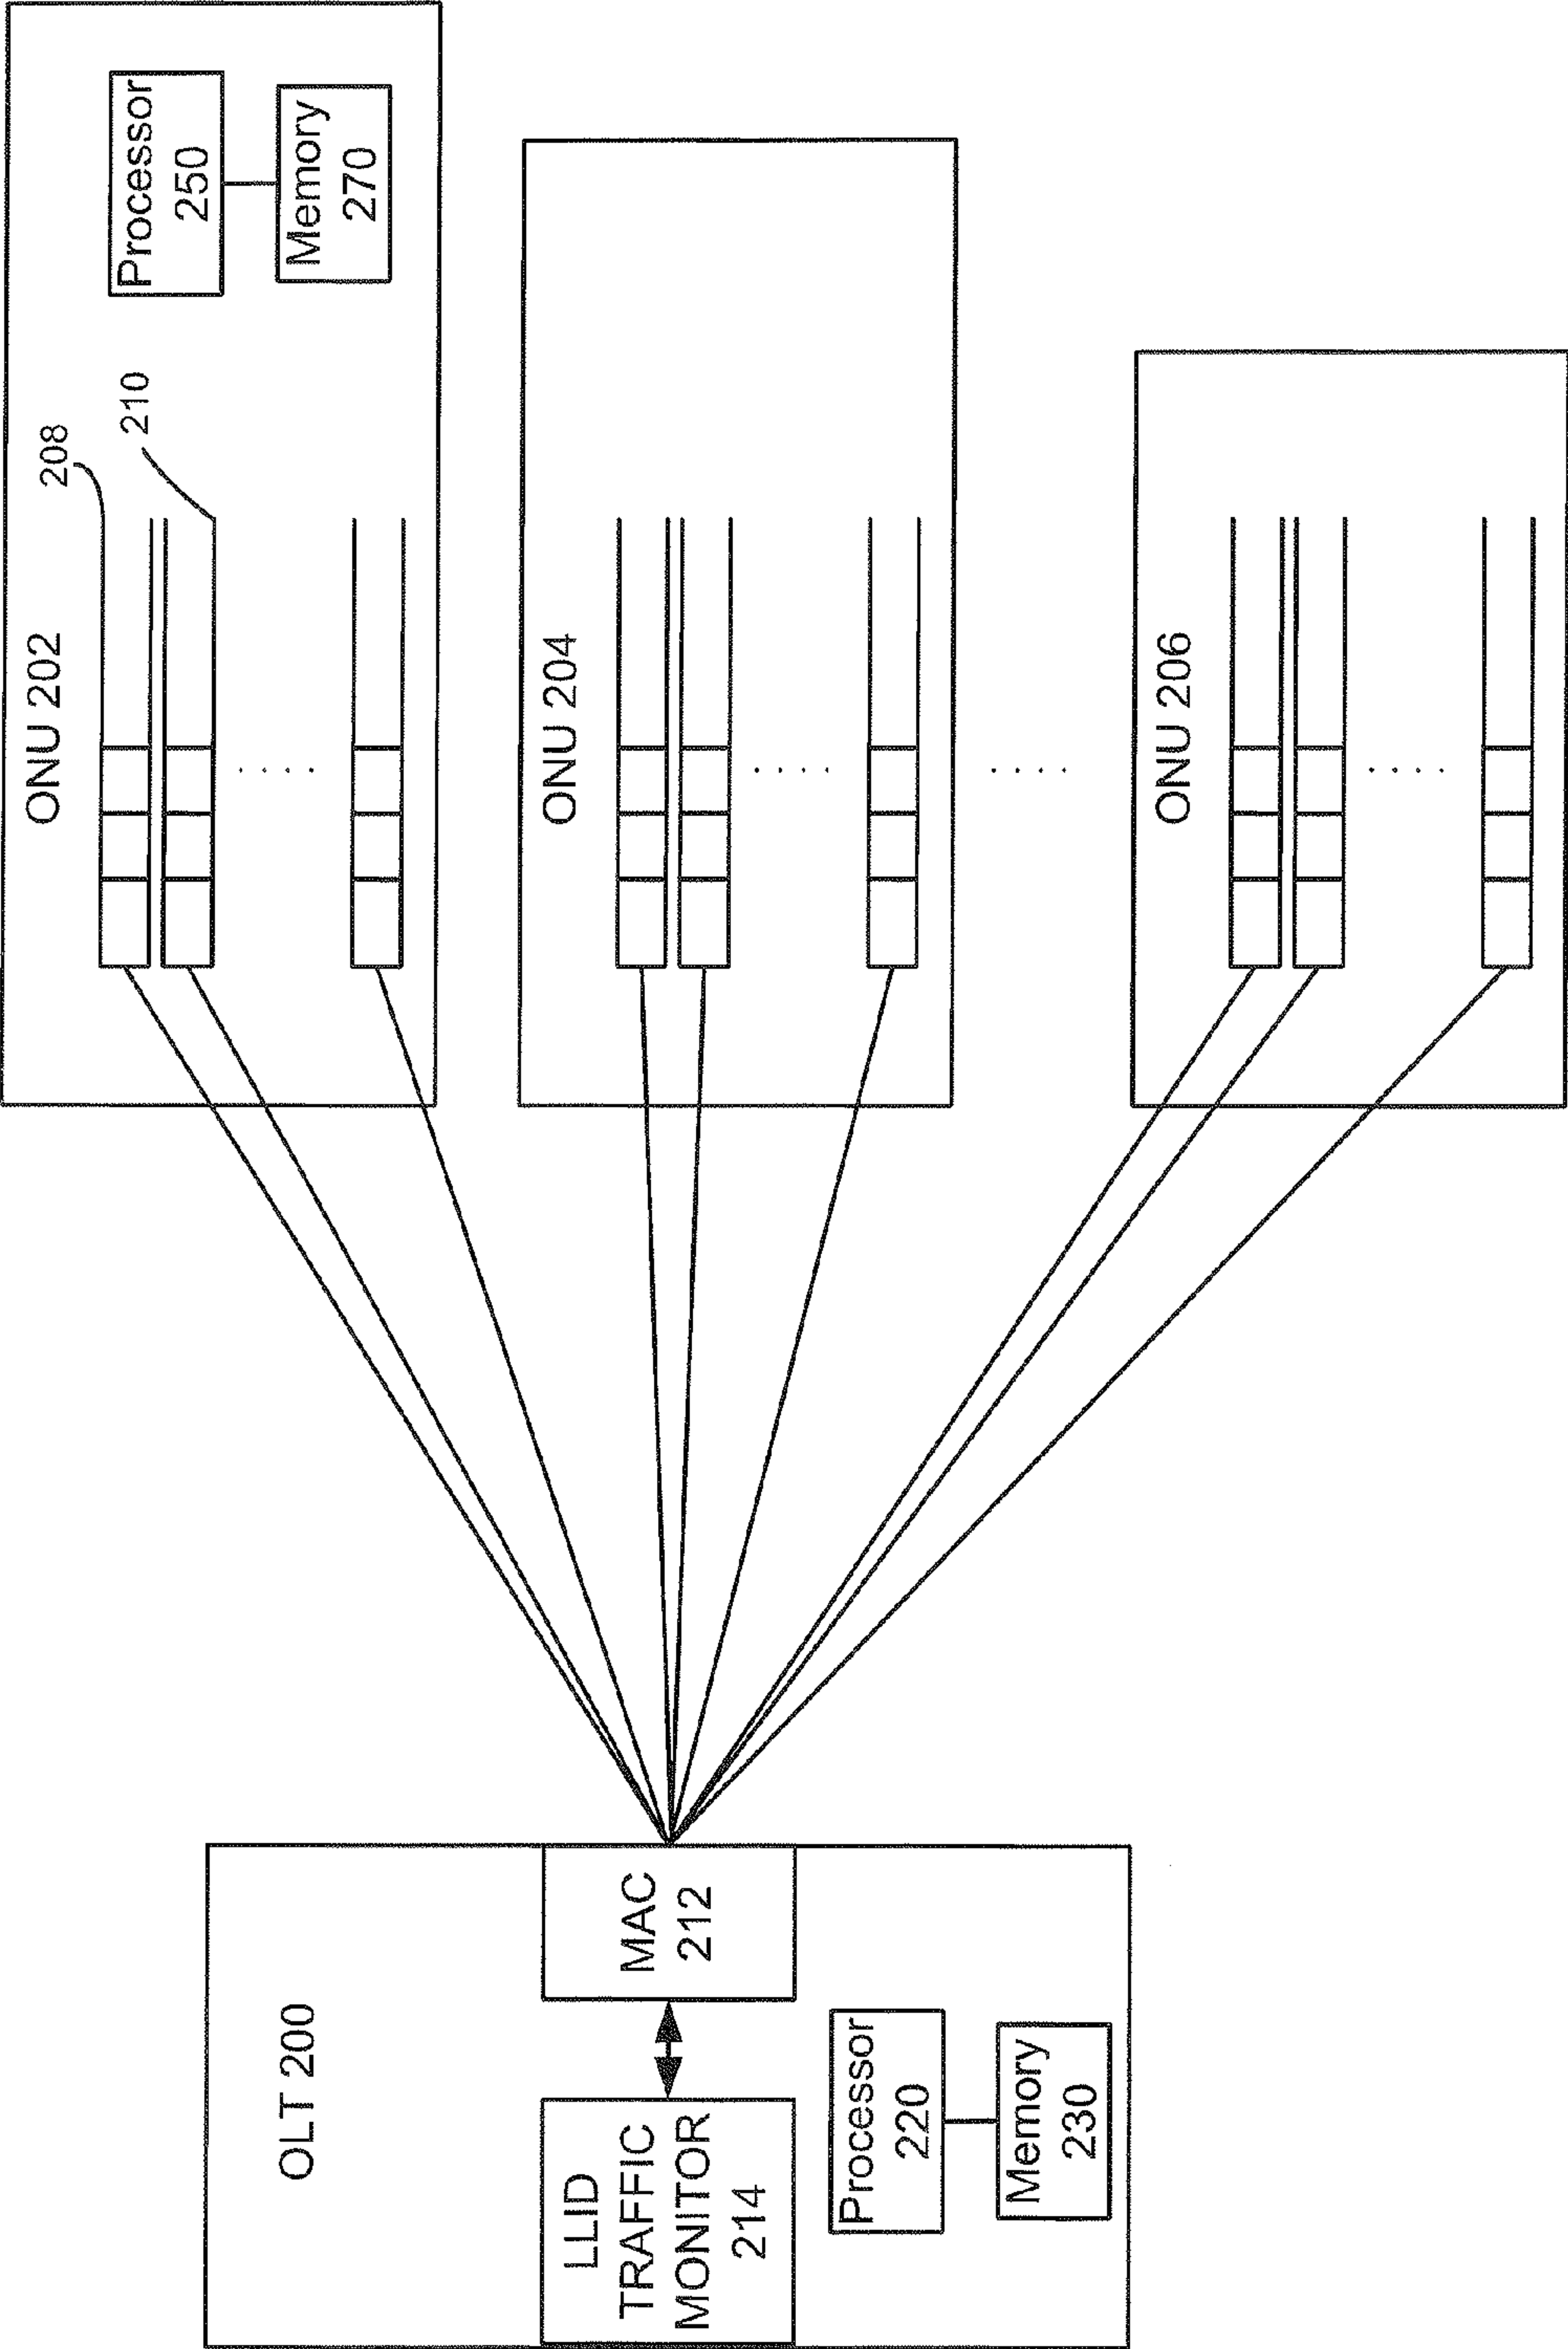 OLT 200
LLID
TRAFFIC
MONITOR
214
MAC
212
Processor
220
Memory
230
ONU 202
208
210
Processor
250
Memory
270
ONU 204
ONU 206